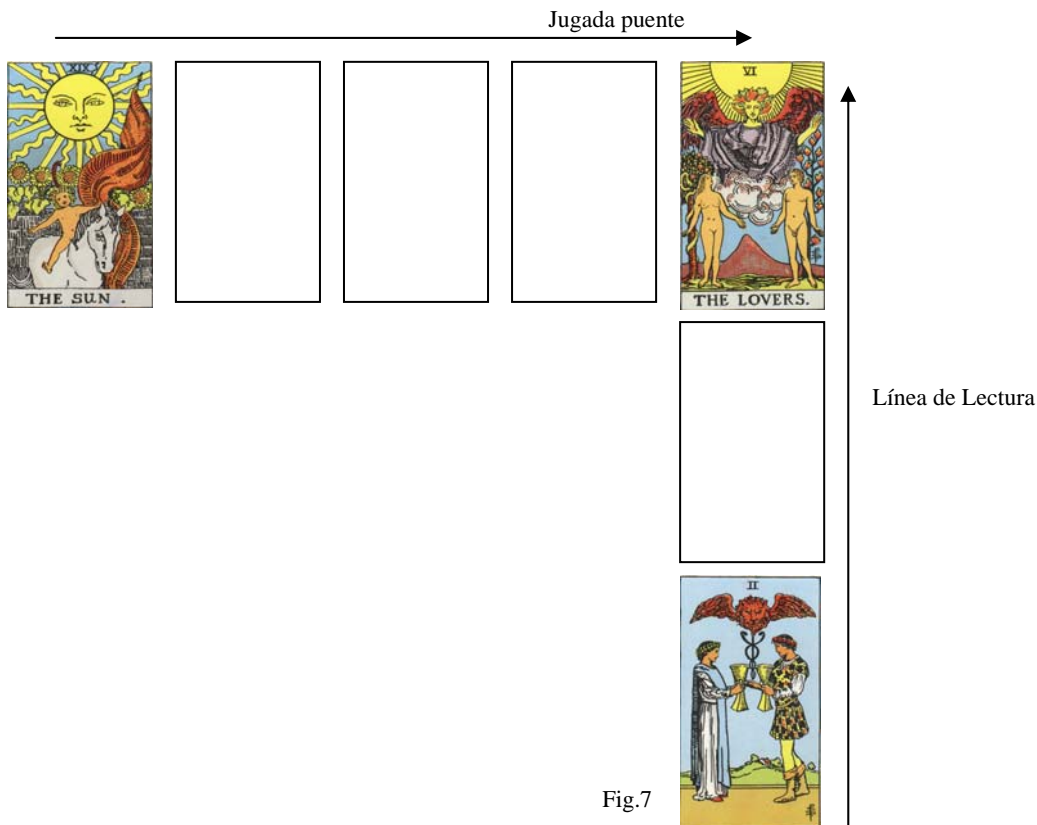 Jugada puente
XIX
VI
THE SUN .
THE LOVERS.
Línea de Lectura
II
Fig.7